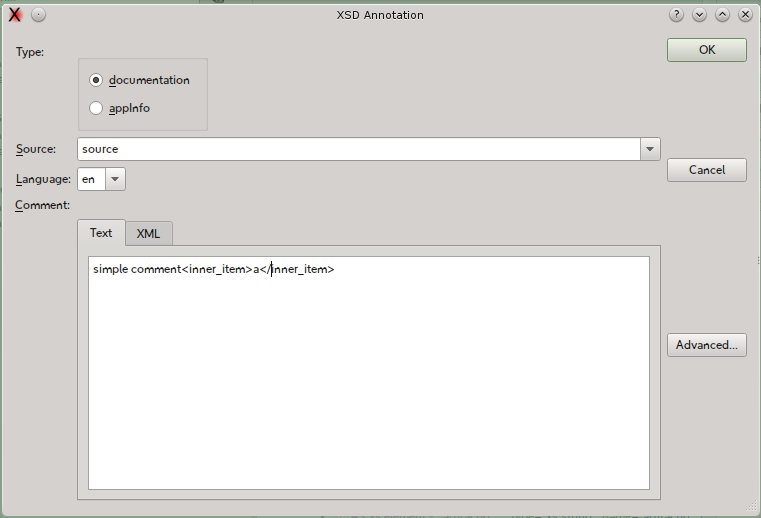 XSD Annotation
Type:
OK
documentation
appInfo
Source:
source
Language:
en
Cancel
Comment:
Text
XML
simple comment<inner_item>a</inner_item>
Advanced...